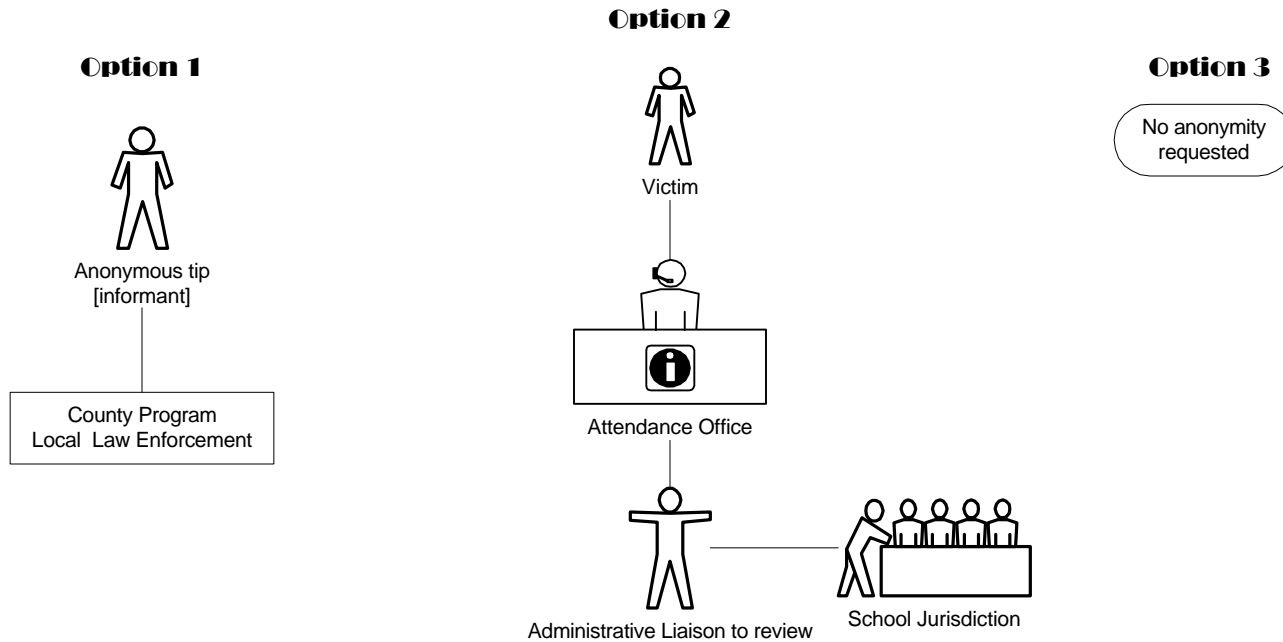 Option 1
Anonymous tip
[informant]
County Program
Local Law Enforcement
Option 2
Victim
i
Attendance Office
Administrative Liaison to review
School Jurisdiction
Option 3
No anonymity
requested